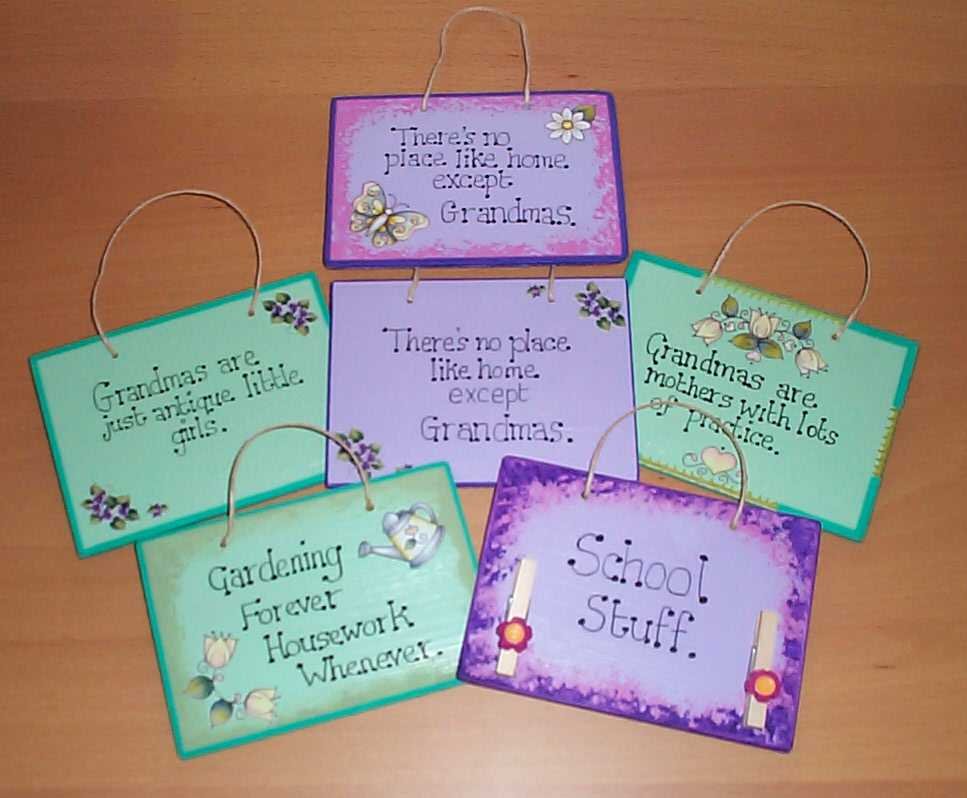 There's no
place like home
except
Grandmas.
Grandmas are
just antique little
girls.
There's no place
like home
except
Grandmas.
Grandmas are
mothers with lots
of practice.
Gardening
Forever
Housework
Whenever.
School
Stuff.